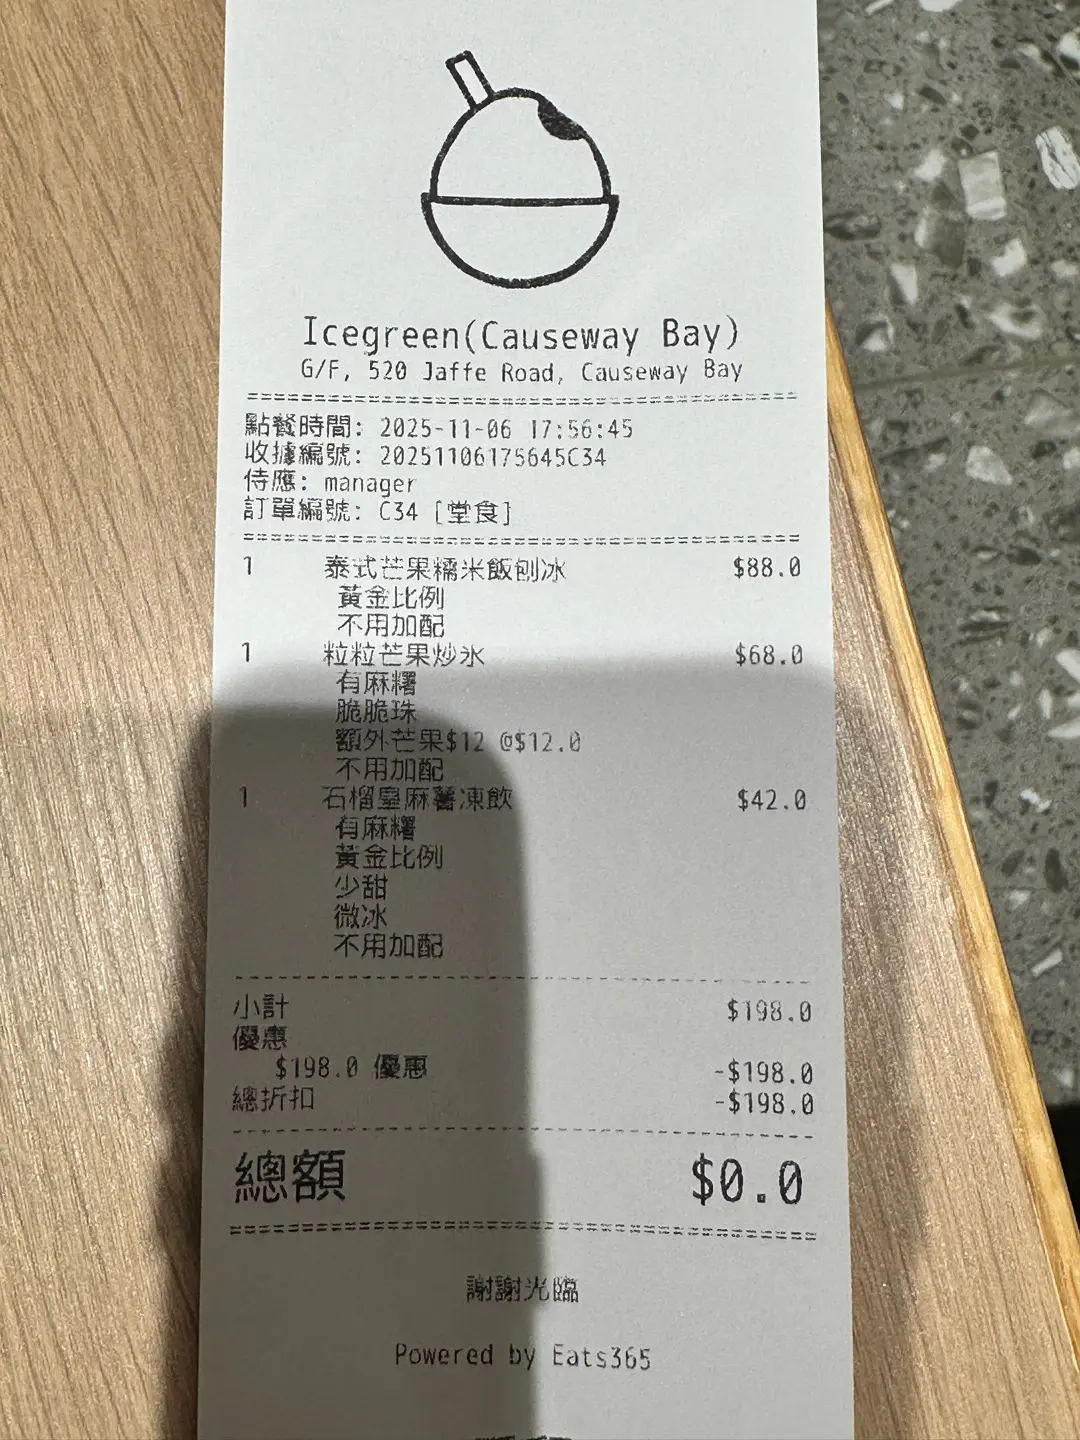 Icegreen(Causeway Bay)
G/F, 520 Jaffe Road, Causeway Bay
點餐時間: 2025-11-06 17:56:45
收據編號: 20251106175645C34
侍應: manager
訂單編號: C34 [堂食]
1 泰式芒果糯米飯刨冰 $88.0
黃金比例
不用加配
1 粒粒芒果炒氷 $68.0
有麻糬
脆脆珠
額外芒果$12 @$12.0
不用加配
1 石榴皇麻薯凍飲 $42.0
有麻糬
黃金比例
少甜
微冰
不用加配
小計 $198.0
優惠
$198.0 優惠 -$198.0
總折扣 -$198.0
總額 $0.0
謝謝光臨
Powered by Eats365